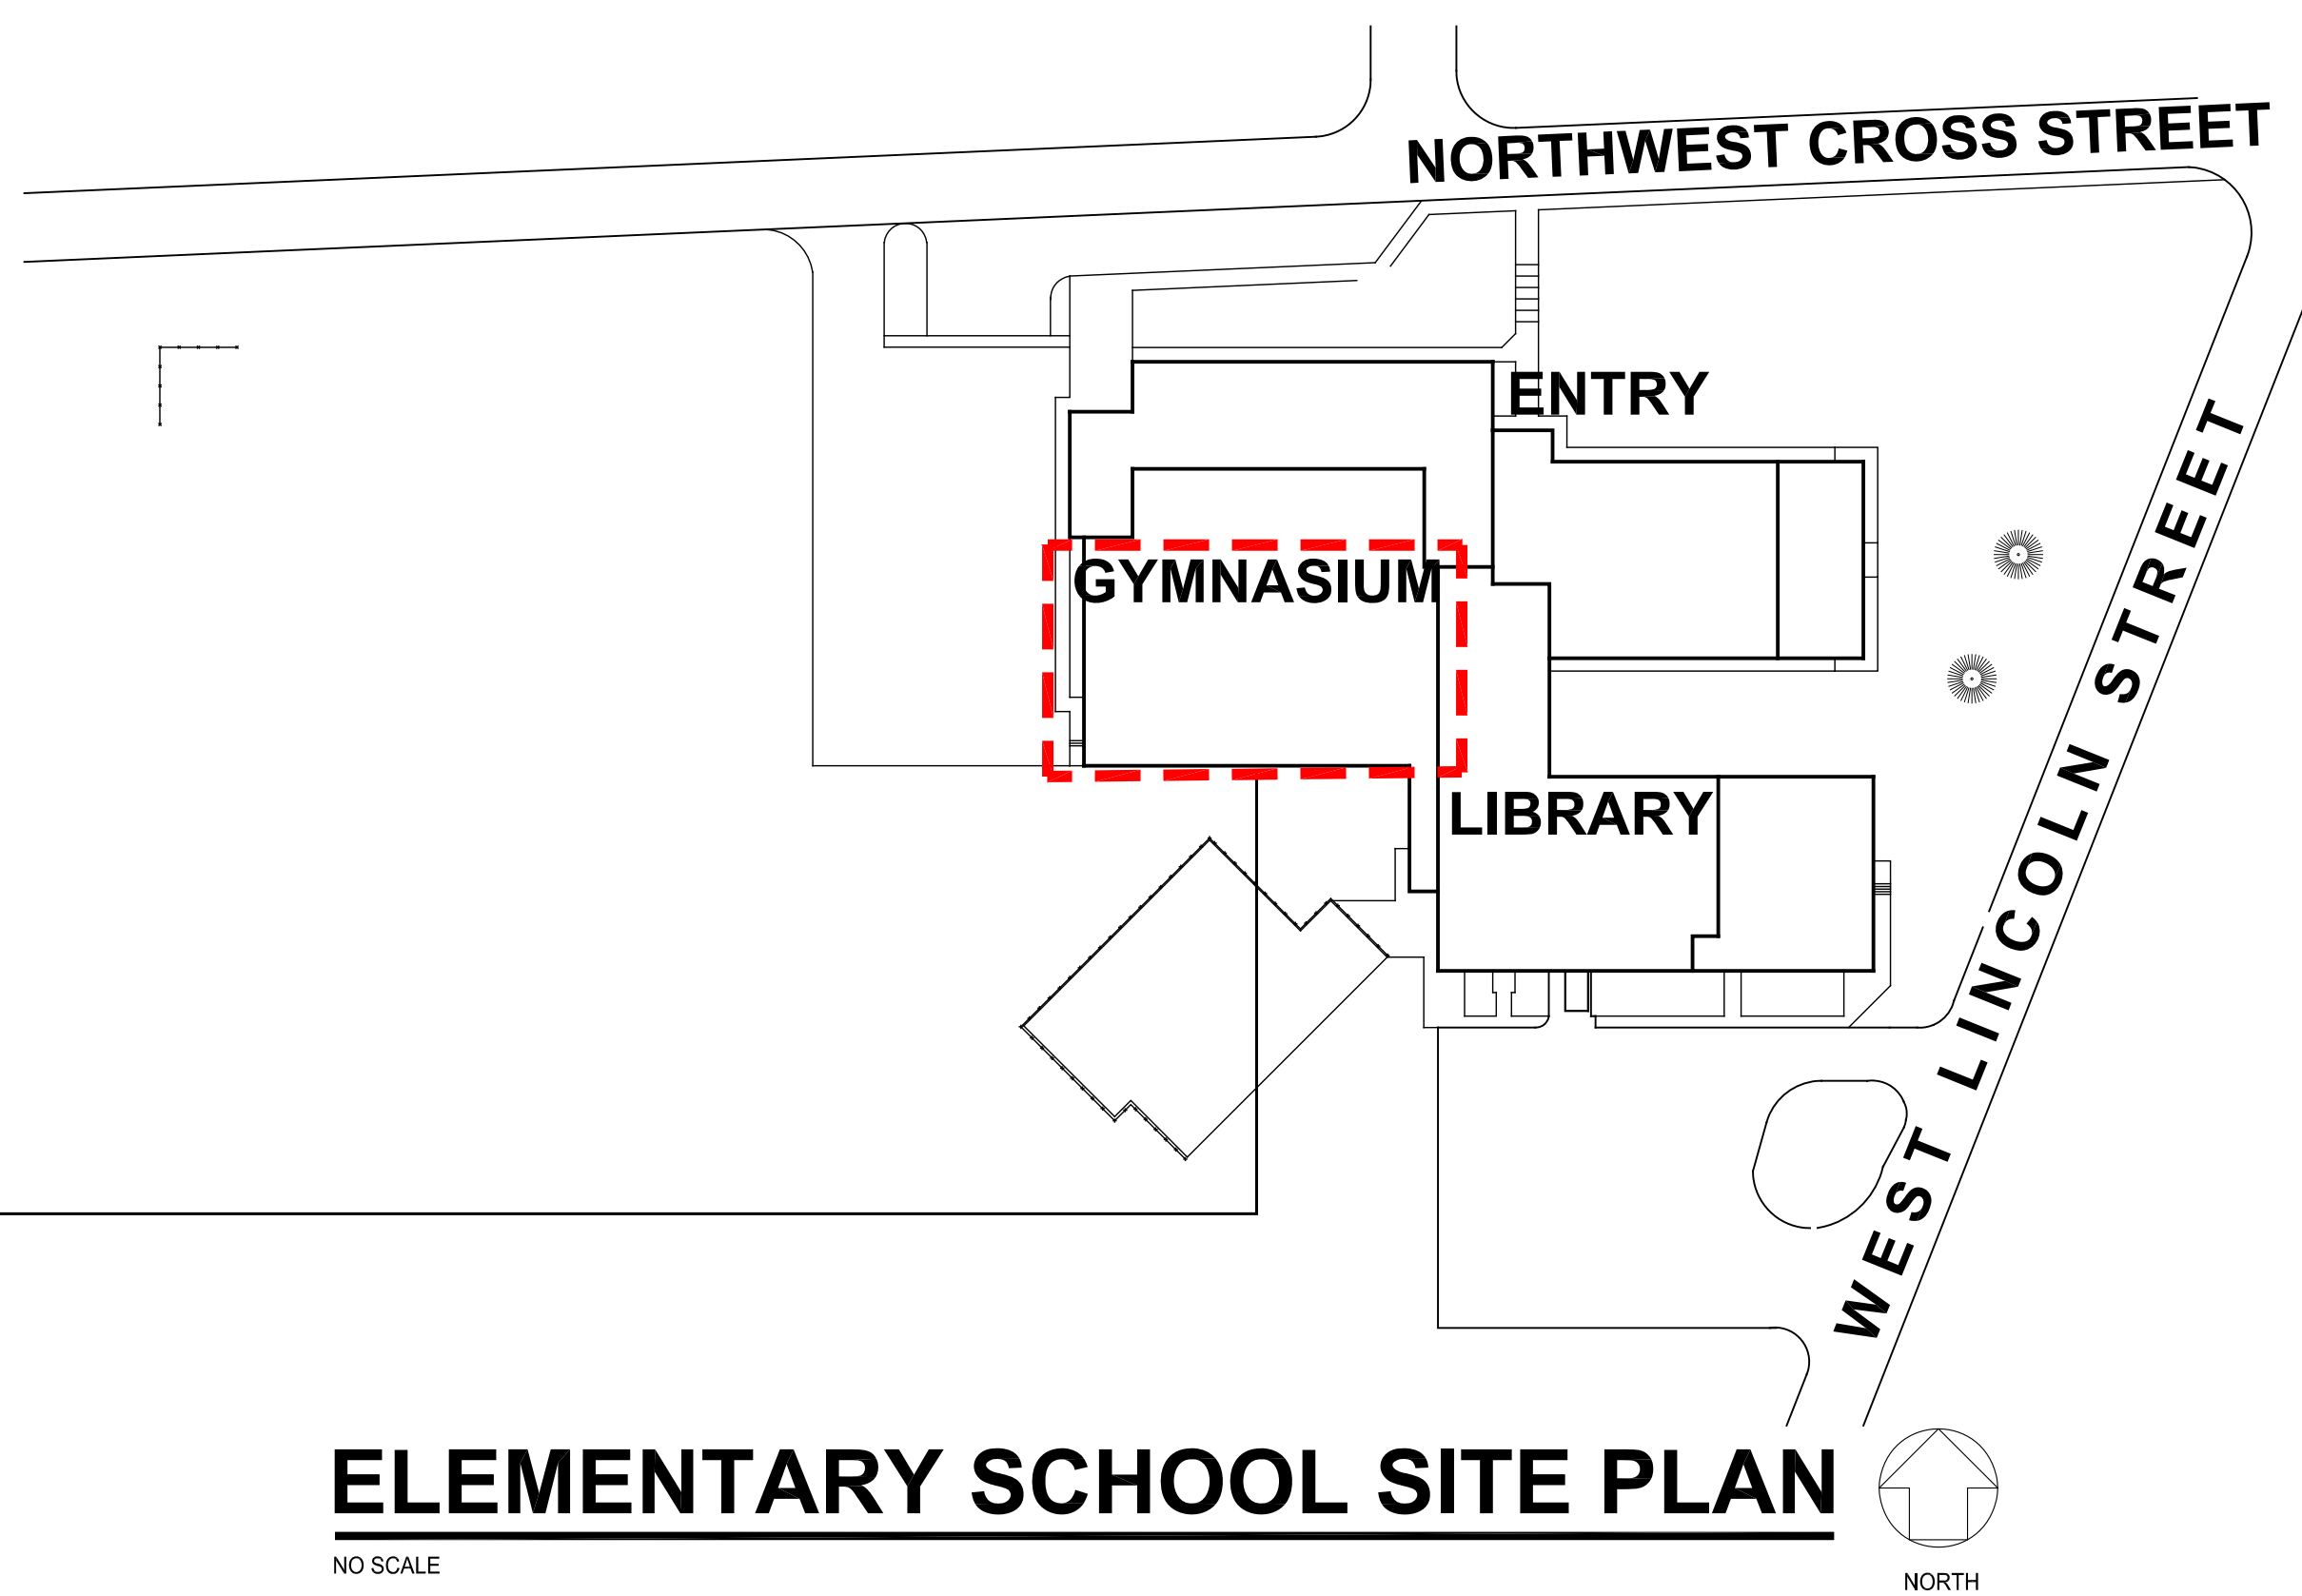 NORTHWEST CROSS STREET
ENTRY
GYMNASIUM
LIBRARY
WEST LINCOLN STREET
ELEMENTARY SCHOOL SITE PLAN
NO SCALE
NORTH